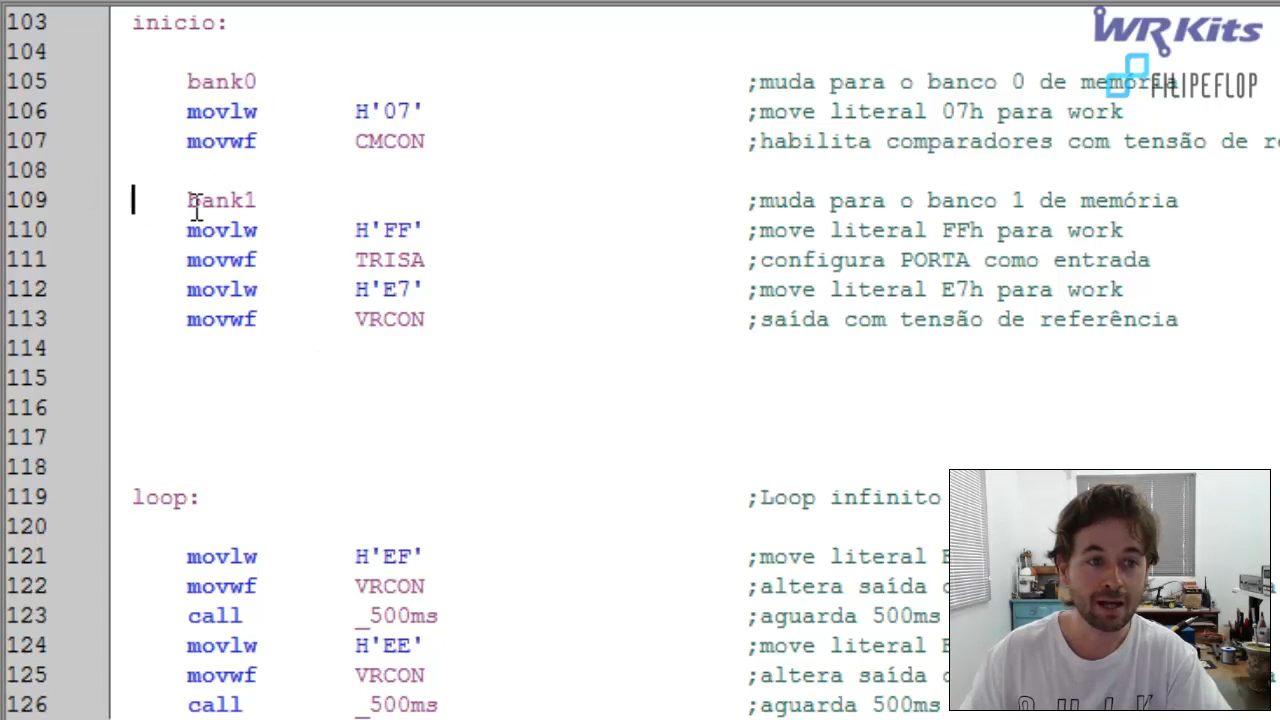 WRKits
FILIPEFLOP
103 inicio:
104
105 bank0 ;muda para o banco 0 de memória
106 movlw H'07' ;move literal 07h para work
107 movwf CMCON ;habilita comparadores com tensão de
108
109 bank1 ;muda para o banco 1 de memória
110 movlw H'FF' ;move literal FFh para work
111 movwf TRISA ;configura PORTA como entrada
112 movlw H'E7' ;move literal E7h para work
113 movwf VRCON ;saída com tensão de referência
114
115
116
117
118
119 loop: ;Loop infinito
120
121 movlw H'EF' ;move literal
122 movwf VRCON ;altera saída
123 call _500ms ;aguarda 500ms
124 movlw H'EE' ;move literal
125 movwf VRCON ;altera saída
126 call _500ms ;aguarda 500ms